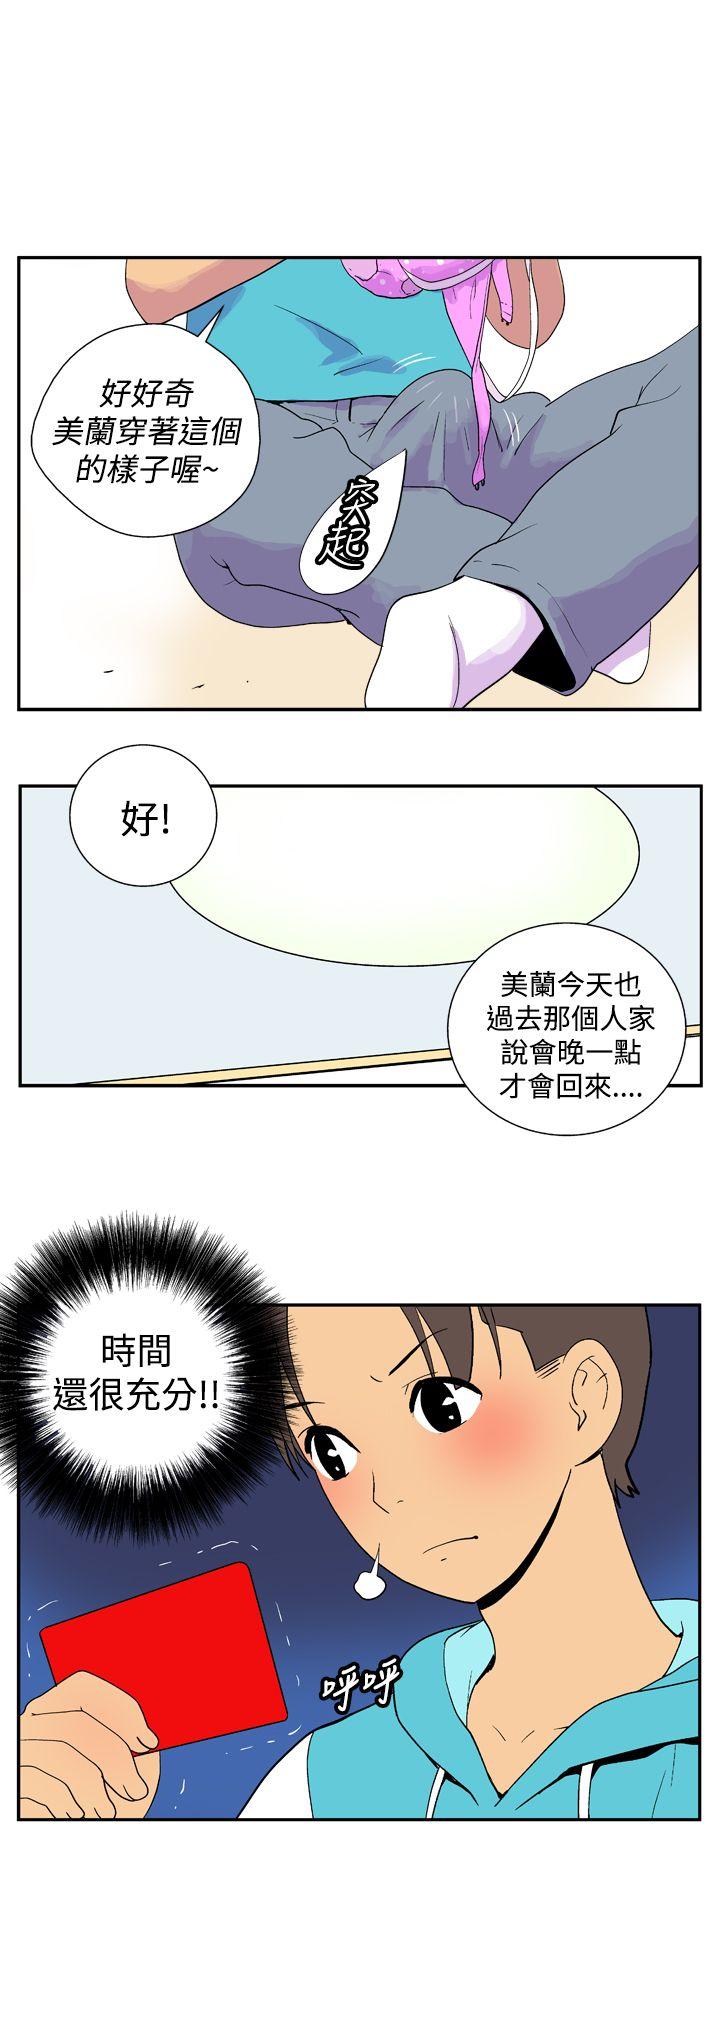 好好奇
美蘭穿著這個
的樣子喔~
突起
好!
美蘭今天也
過去那個人家
說會晚一點
才會回來....
時間
還很充分!!
呼呼